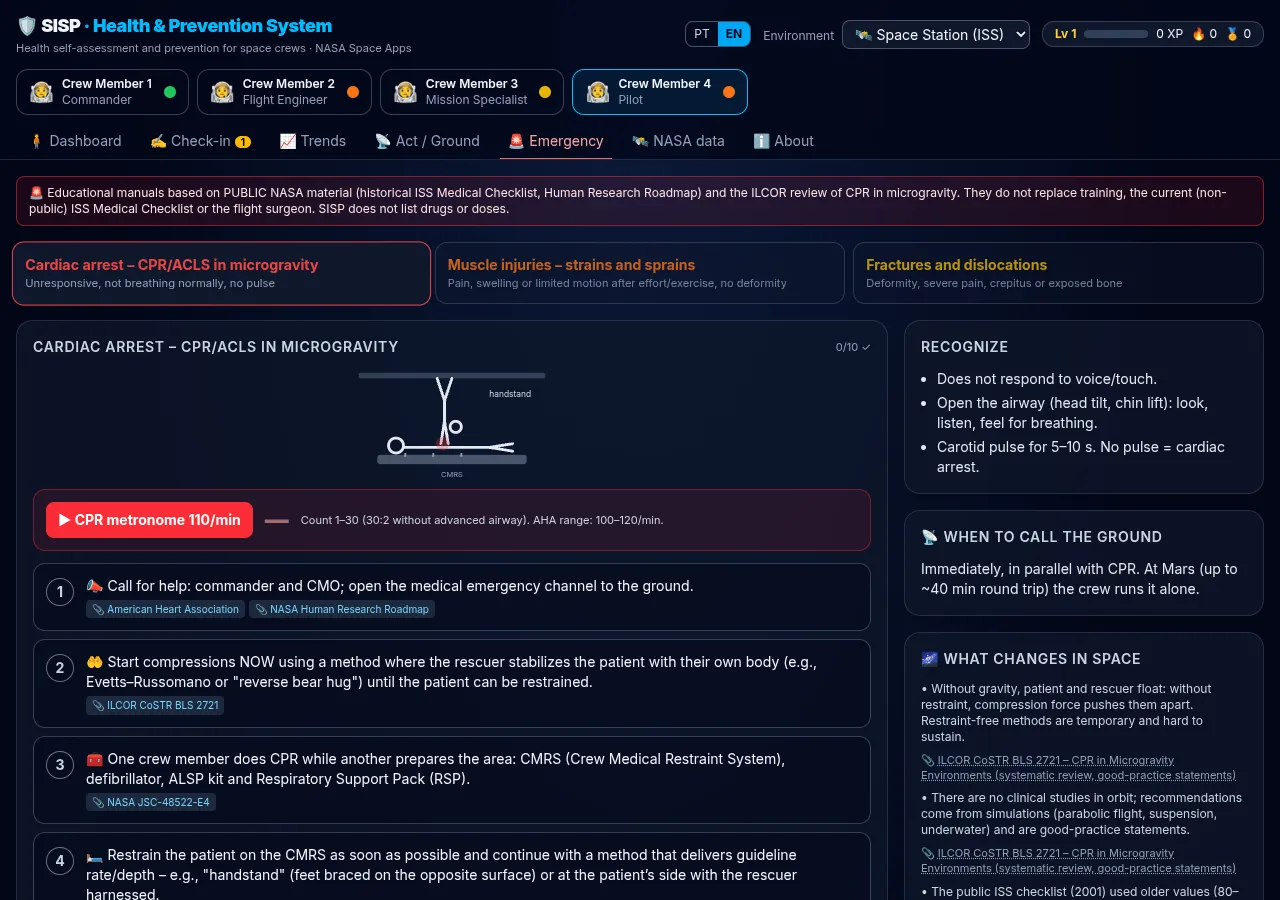 🛡️ SISP · Health & Prevention System
Health self-assessment and prevention for space crews · NASA Space Apps
PT EN Environment 🛰️ Space Station (ISS) Lv 1 0 XP 🔥 0 🏅 0
Crew Member 1
Commander
Crew Member 2
Flight Engineer
Crew Member 3
Mission Specialist
Crew Member 4
Pilot
🧍 Dashboard ✍️ Check-in 1 📈 Trends 📡 Act / Ground 🚨 Emergency 🛰️ NASA data ℹ️ About
🚨 Educational manuals based on PUBLIC NASA material (historical ISS Medical Checklist, Human Research Roadmap) and the ILCOR review of CPR in microgravity. They do not replace training, the current (non-
public) ISS Medical Checklist or the flight surgeon. SISP does not list drugs or doses.
Cardiac arrest – CPR/ACLS in microgravity
Unresponsive, not breathing normally, no pulse
Muscle injuries – strains and sprains
Pain, swelling or limited motion after effort/exercise, no deformity
Fractures and dislocations
Deformity, severe pain, crepitus or exposed bone
CARDIAC ARREST – CPR/ACLS IN MICROGRAVITY 0/10 ✓
handstand
CMRS
▶ CPR metronome 110/min Count 1–30 (30:2 without advanced airway). AHA range: 100–120/min.
1 📣 Call for help: commander and CMO; open the medical emergency channel to the ground.
📎 American Heart Association 📎 NASA Human Research Roadmap
2 🤲 Start compressions NOW using a method where the rescuer stabilizes the patient with their own body (e.g.,
Evetts–Russomano or "reverse bear hug") until the patient can be restrained.
📎 ILCOR CoSTR BLS 2721
3 🧰 One crew member does CPR while another prepares the area: CMRS (Crew Medical Restraint System),
defibrillator, ALSP kit and Respiratory Support Pack (RSP).
📎 NASA JSC-48522-E4
4 🛏️ Restrain the patient on the CMRS as soon as possible and continue with a method that delivers guideline
rate/depth – e.g., "handstand" (feet braced on the opposite surface) or at the patient's side with the rescuer
harnessed.
RECOGNIZE
• Does not respond to voice/touch.
• Open the airway (head tilt, chin lift): look,
listen, feel for breathing.
• Carotid pulse for 5–10 s. No pulse = cardiac
arrest.
📡 WHEN TO CALL THE GROUND
Immediately, in parallel with CPR. At Mars (up to
~40 min round trip) the crew runs it alone.
🌌 WHAT CHANGES IN SPACE
• Without gravity, patient and rescuer float: without
restraint, compression force pushes them apart.
Restraint-free methods are temporary and hard to
sustain.
📎 ILCOR CoSTR BLS 2721 – CPR in Microgravity
Environments (systematic review, good-practice statements)
• There are no clinical studies in orbit; recommendations
come from simulations (parabolic flight, suspension,
underwater) and are good-practice statements.
📎 ILCOR CoSTR BLS 2721 – CPR in Microgravity
Environments (systematic review, good-practice statements)
• The public ISS checklist (2001) used older values (80–